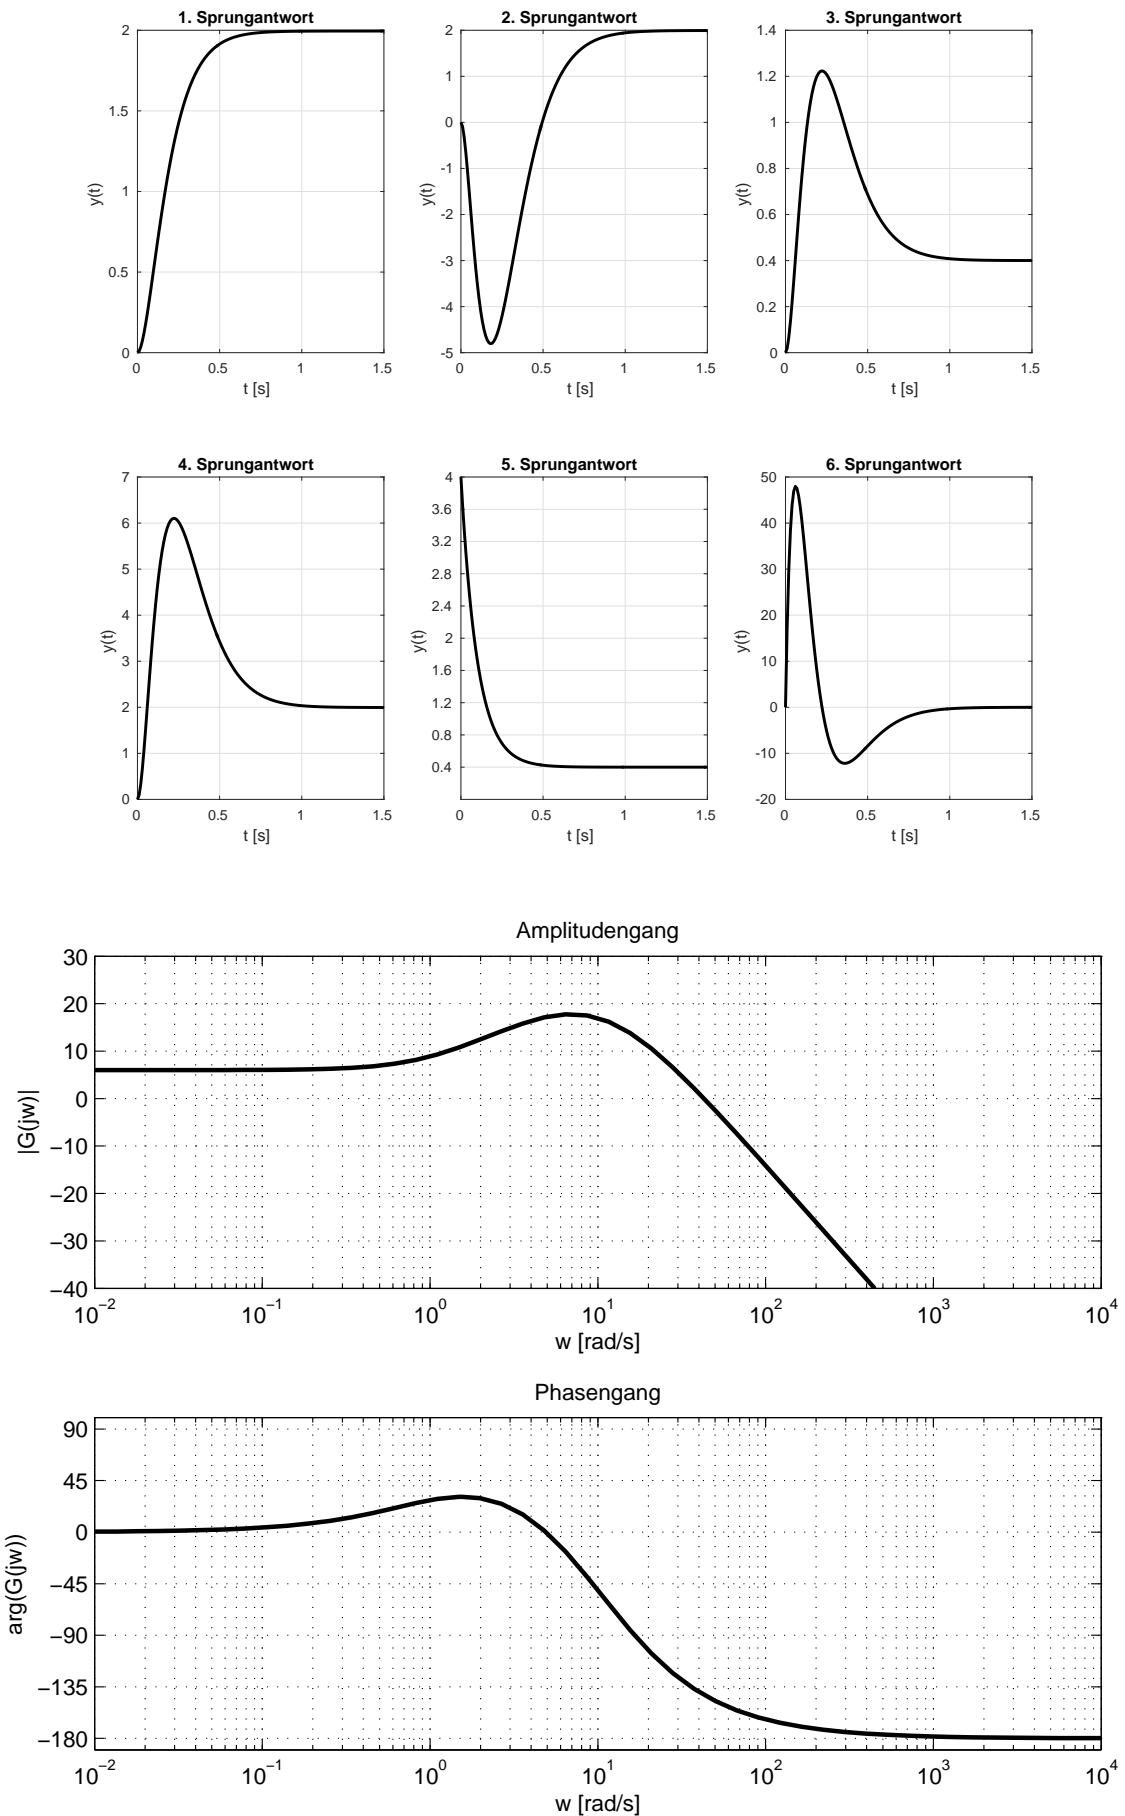 1. Sprungantwort
2
1.5
1
0.5
0
0 0.5 1 1.5
y(t)
t [s]
2. Sprungantwort
2
1
0
-1
-2
-3
-4
-5
0 0.5 1 1.5
y(t)
t [s]
3. Sprungantwort
1.4
1.2
1
0.8
0.6
0.4
0.2
0
0 0.5 1 1.5
y(t)
t [s]
4. Sprungantwort
7
6
5
4
3
2
1
0
0 0.5 1 1.5
y(t)
t [s]
5. Sprungantwort
4
3.6
3.2
2.8
2.4
2
1.6
1.2
0.8
0.4
0 0.5 1 1.5
y(t)
t [s]
6. Sprungantwort
50
40
30
20
10
0
-10
-20
0 0.5 1 1.5
y(t)
t [s]
Amplitudengang
30
20
10
0
−10
−20
−30
−40
|G(jw)|
10^−2 10^−1 10^0 10^1 10^2 10^3 10^4
w [rad/s]
Phasengang
90
45
0
−45
−90
−135
−180
arg(G(jw))
10^−2 10^−1 10^0 10^1 10^2 10^3 10^4
w [rad/s]